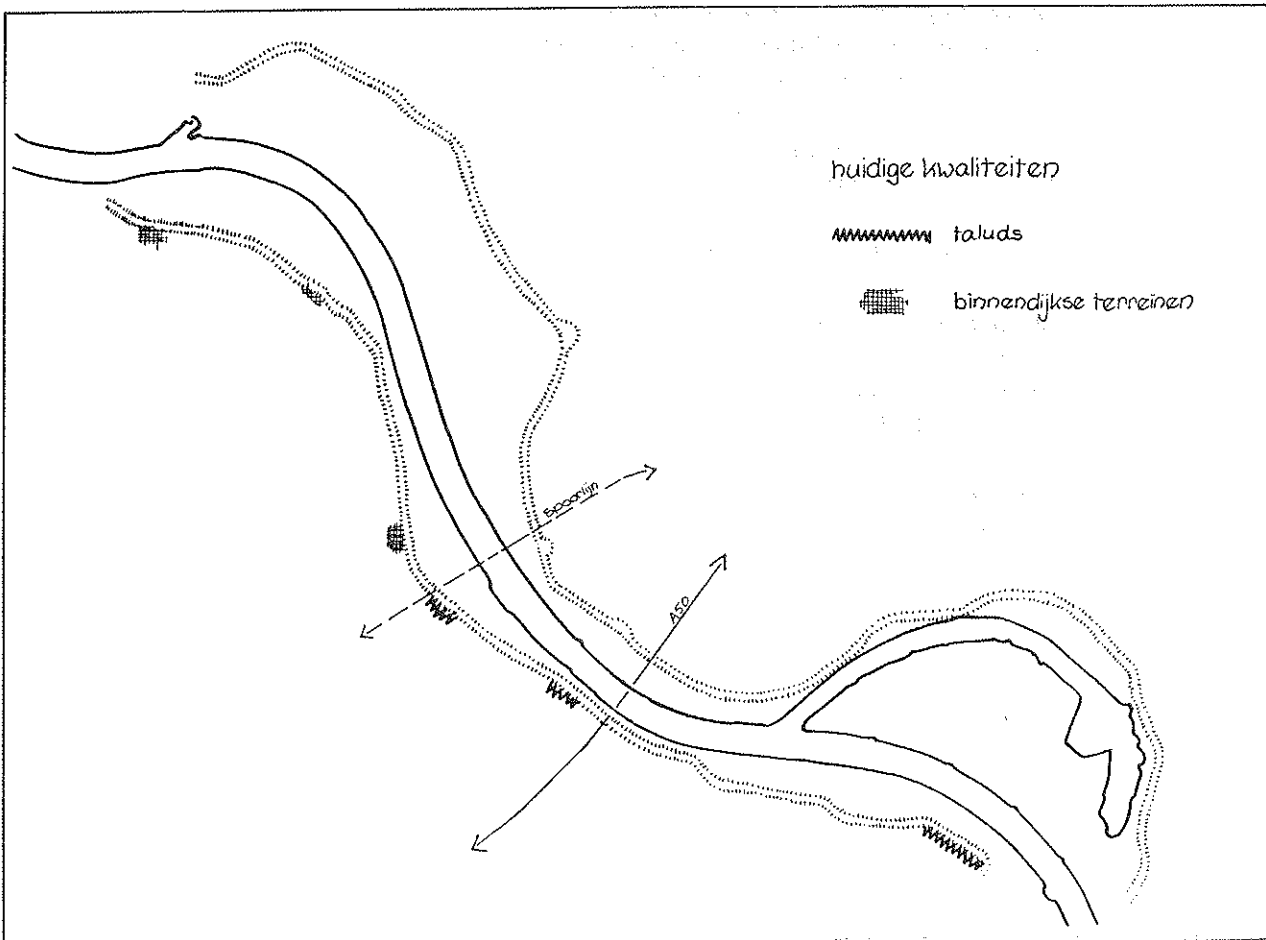 huidige kwaliteiten
taluds
binnendijkse terreinen
Spoorlijn
A50